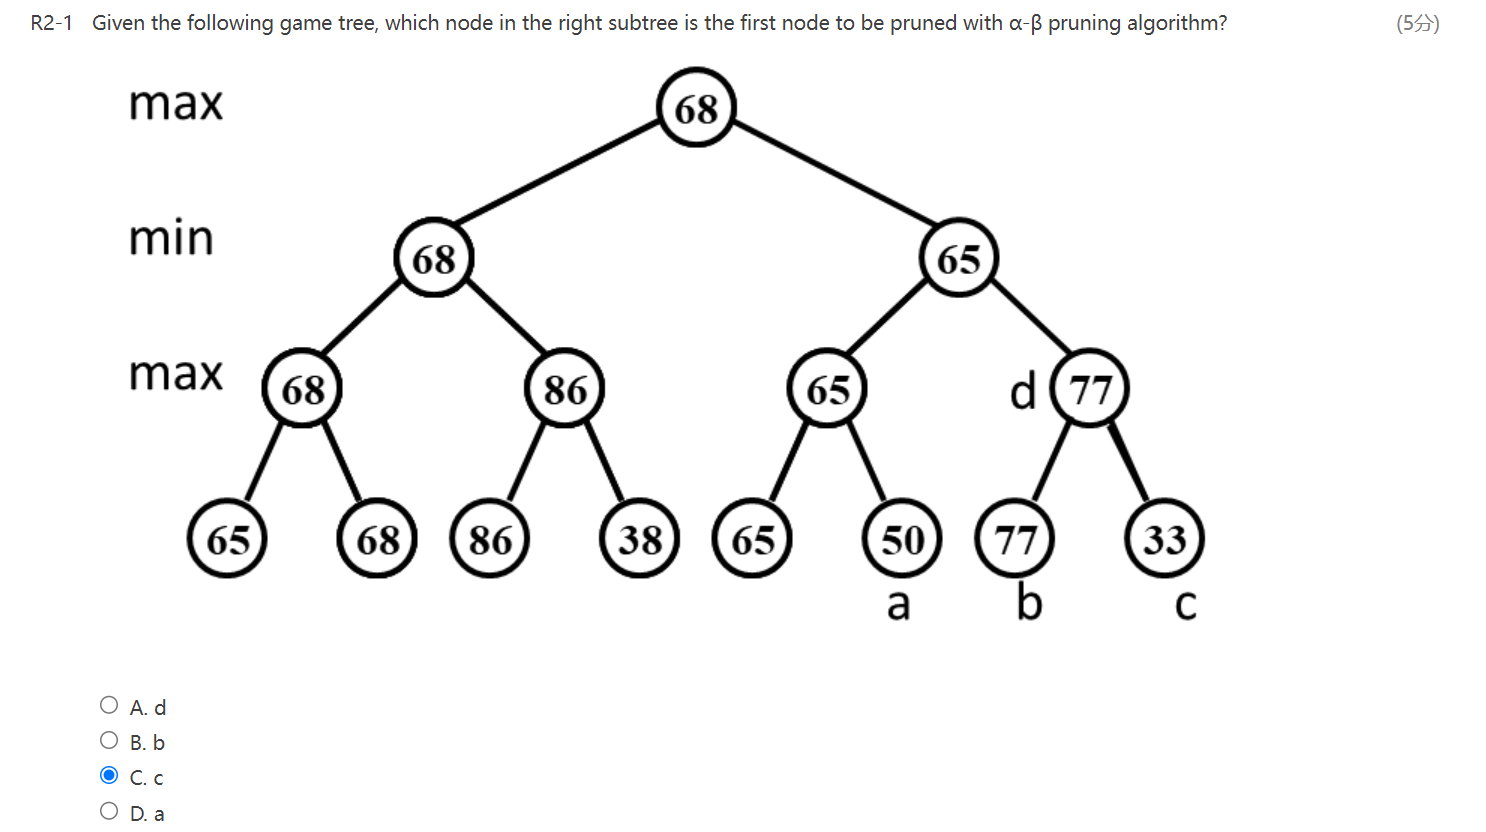 R2-1 Given the following game tree, which node in the right subtree is the first node to be pruned with α-β pruning algorithm? (5分)
max 68
min 68 65
max 68 86 65 d 77
65 68 86 38 65 50 77 33
a b c
A. d
B. b
C. c
D. a